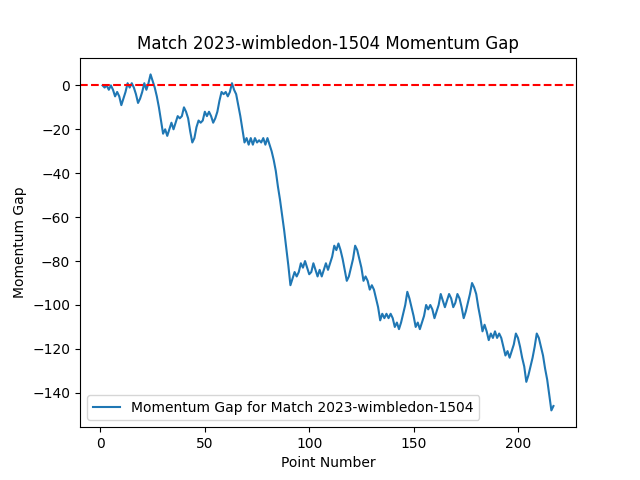 Match 2023-wimbledon-1504 Momentum Gap
0
−20
−40
−60
−80
−100
−120
−140
Momentum Gap
Momentum Gap for Match 2023-wimbledon-1504
0 50 100 150 200
Point Number